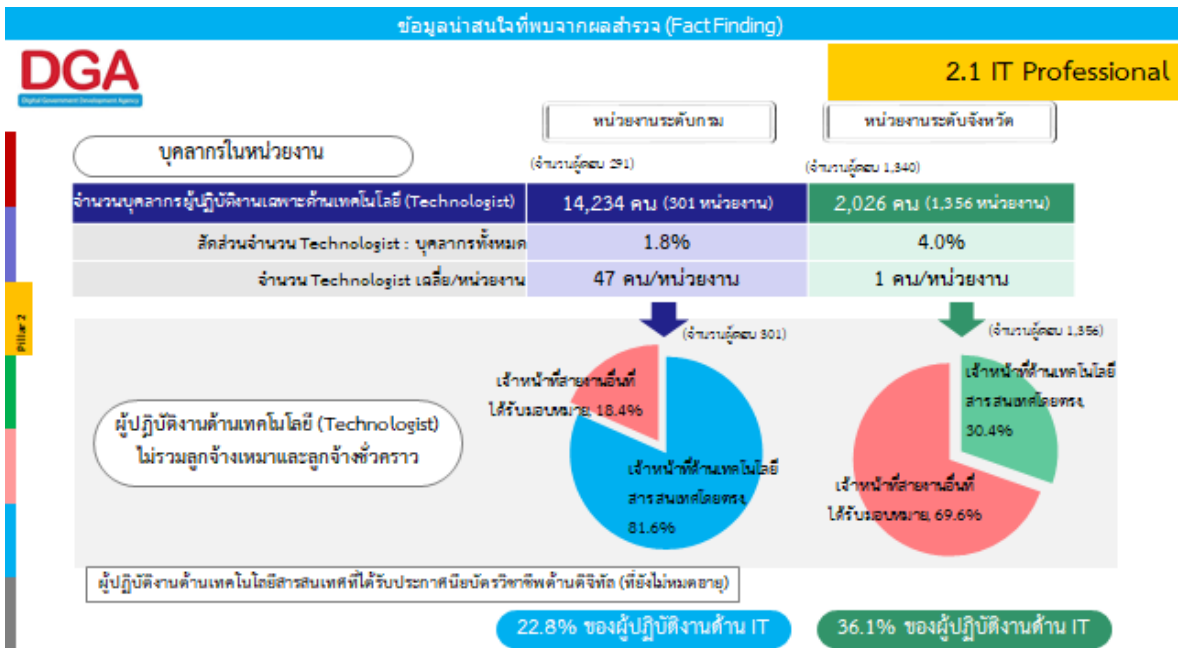 ข้อมูลน่าสนใจที่พบจากผลสำรวจ (Fact Finding)
DGA
Digital Government Development Agency
2.1 IT Professional
หน่วยงานระดับกรม
หน่วยงานระดับจังหวัด
บุคลากรในหน่วยงาน
(จำนวนผู้ตอบ 291)
(จำนวนผู้ตอบ 1,340)
จำนวนบุคลากรผู้ปฏิบัติงานเฉพาะด้านเทคโนโลยี (Technologist)
14,234 คน (301 หน่วยงาน)
2,026 คน (1,356 หน่วยงาน)
สัดส่วนจำนวน Technologist : บุคลากรทั้งหมด
1.8%
4.0%
จำนวน Technologist เฉลี่ย/หน่วยงาน
47 คน/หน่วยงาน
1 คน/หน่วยงาน
Pillar 2
(จำนวนผู้ตอบ 301)
(จำนวนผู้ตอบ 1,356)
เจ้าหน้าที่สายงานอื่นที่
ได้รับมอบหมาย, 18.4%
เจ้าหน้าที่ด้านเทคโนโลยี
สารสนเทศโดยตรง,
30.4%
ผู้ปฏิบัติงานด้านเทคโนโลยี (Technologist)
ไม่รวมลูกจ้างเหมาและลูกจ้างชั่วคราว
เจ้าหน้าที่ด้านเทคโนโลยี
สารสนเทศโดยตรง,
81.6%
เจ้าหน้าที่สายงานอื่นที่
ได้รับมอบหมาย, 69.6%
ผู้ปฏิบัติงานด้านเทคโนโลยีสารสนเทศที่ได้รับประกาศนียบัตรวิชาชีพด้านดิจิทัล (ที่ยังไม่หมดอายุ)
22.8% ของผู้ปฏิบัติงานด้าน IT
36.1% ของผู้ปฏิบัติงานด้าน IT